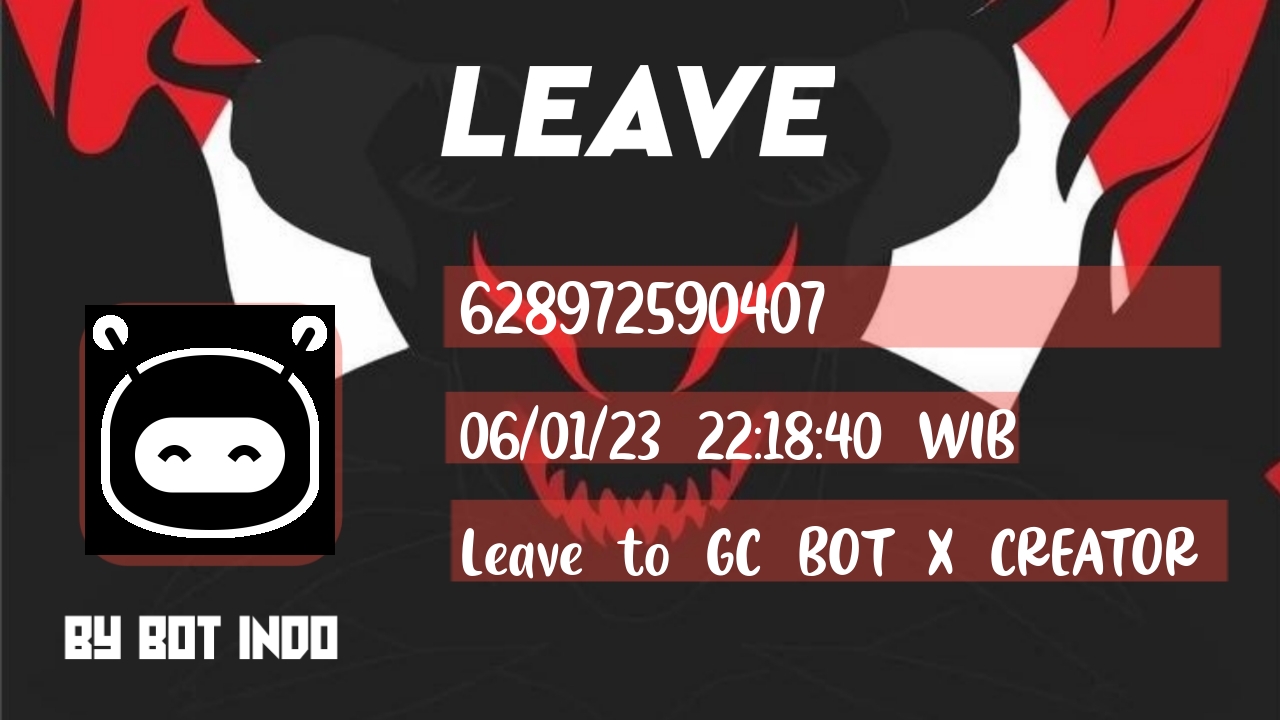 LEAVE
628972590407
06/01/23 22:18:40 WIB
Leave to GC BOT X CREATOR
BY BOT INDO